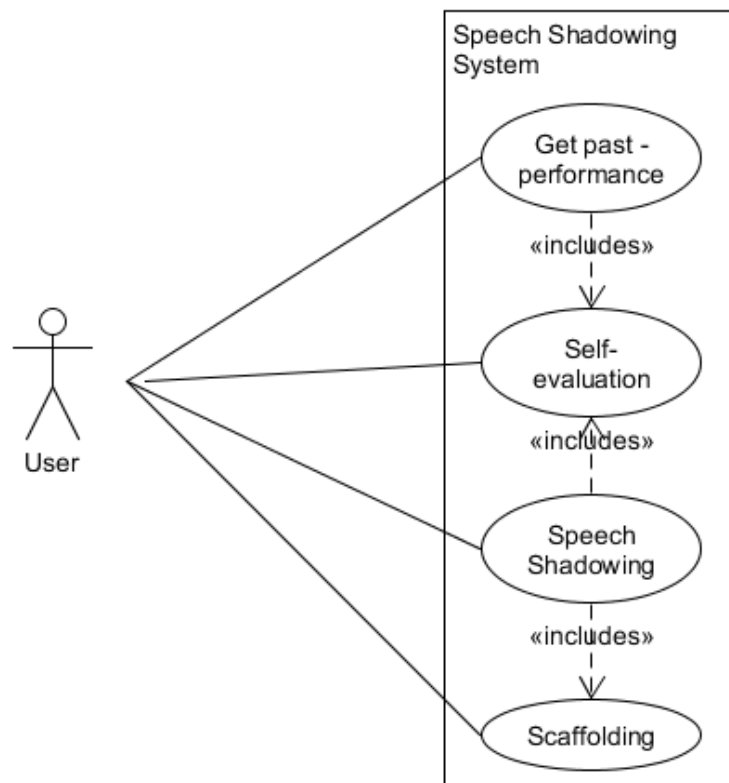 Speech Shadowing
System
Get past -
performance
«includes»
Self-
evaluation
«includes»
User
Speech
Shadowing
«includes»
Scaffolding